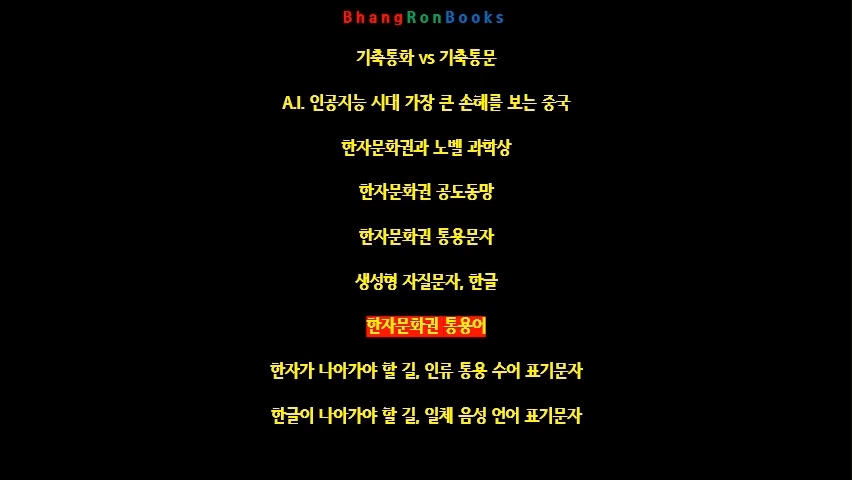 BhangRonBooks
기축통화 vs 기축통문
A.I. 인공지능 시대 가장 큰 손혜를 보는 중국
한자문화권과 노벨 과학상
한자문화권 공도동망
한자문화권 통용문자
생성형 자질문자, 한글
한자문화권 통용어
한자가 나아가야 할 길, 인류 통용 수어 표기문자
한글이 나아가야 할 길, 일체 음성 언어 표기문자